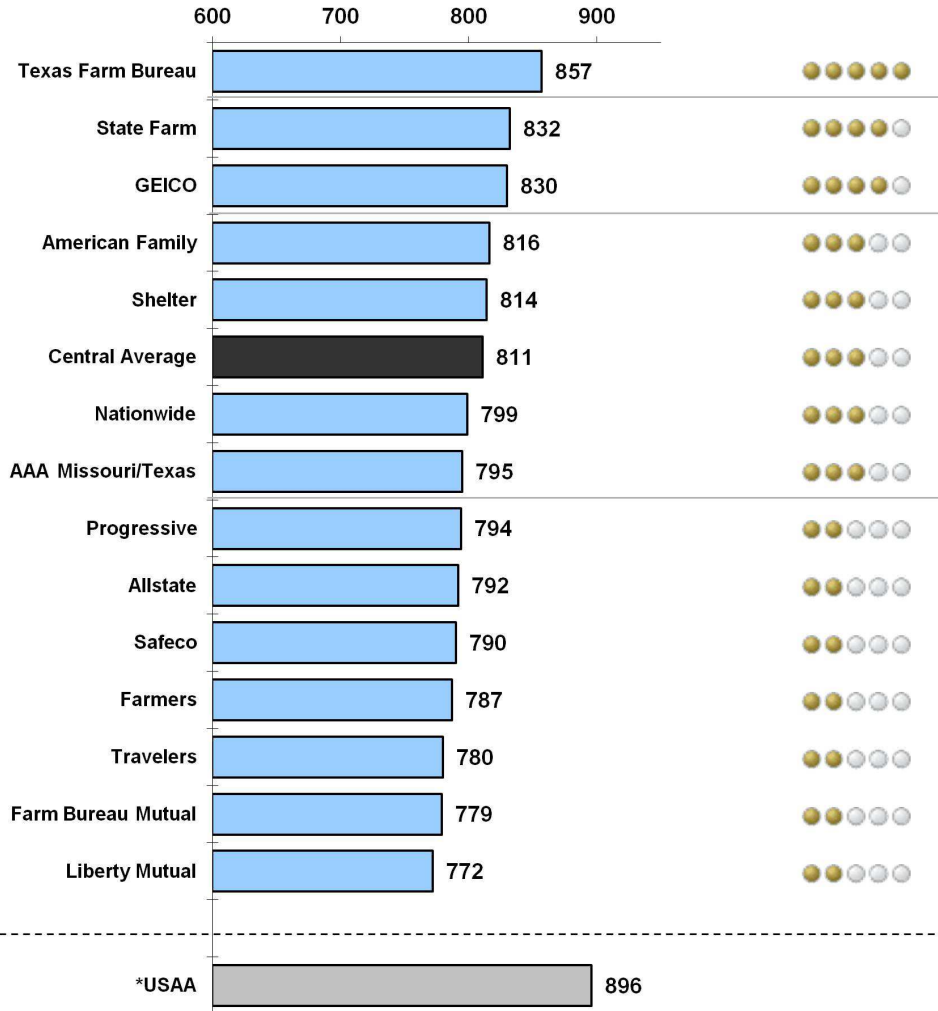 600 700 800 900
Texas Farm Bureau 857
State Farm 832
GEICO 830
American Family 816
Shelter 814
Central Average 811
Nationwide 799
AAA Missouri/Texas 795
Progressive 794
Allstate 792
Safeco 790
Farmers 787
Travelers 780
Farm Bureau Mutual 779
Liberty Mutual 772
*USAA 896